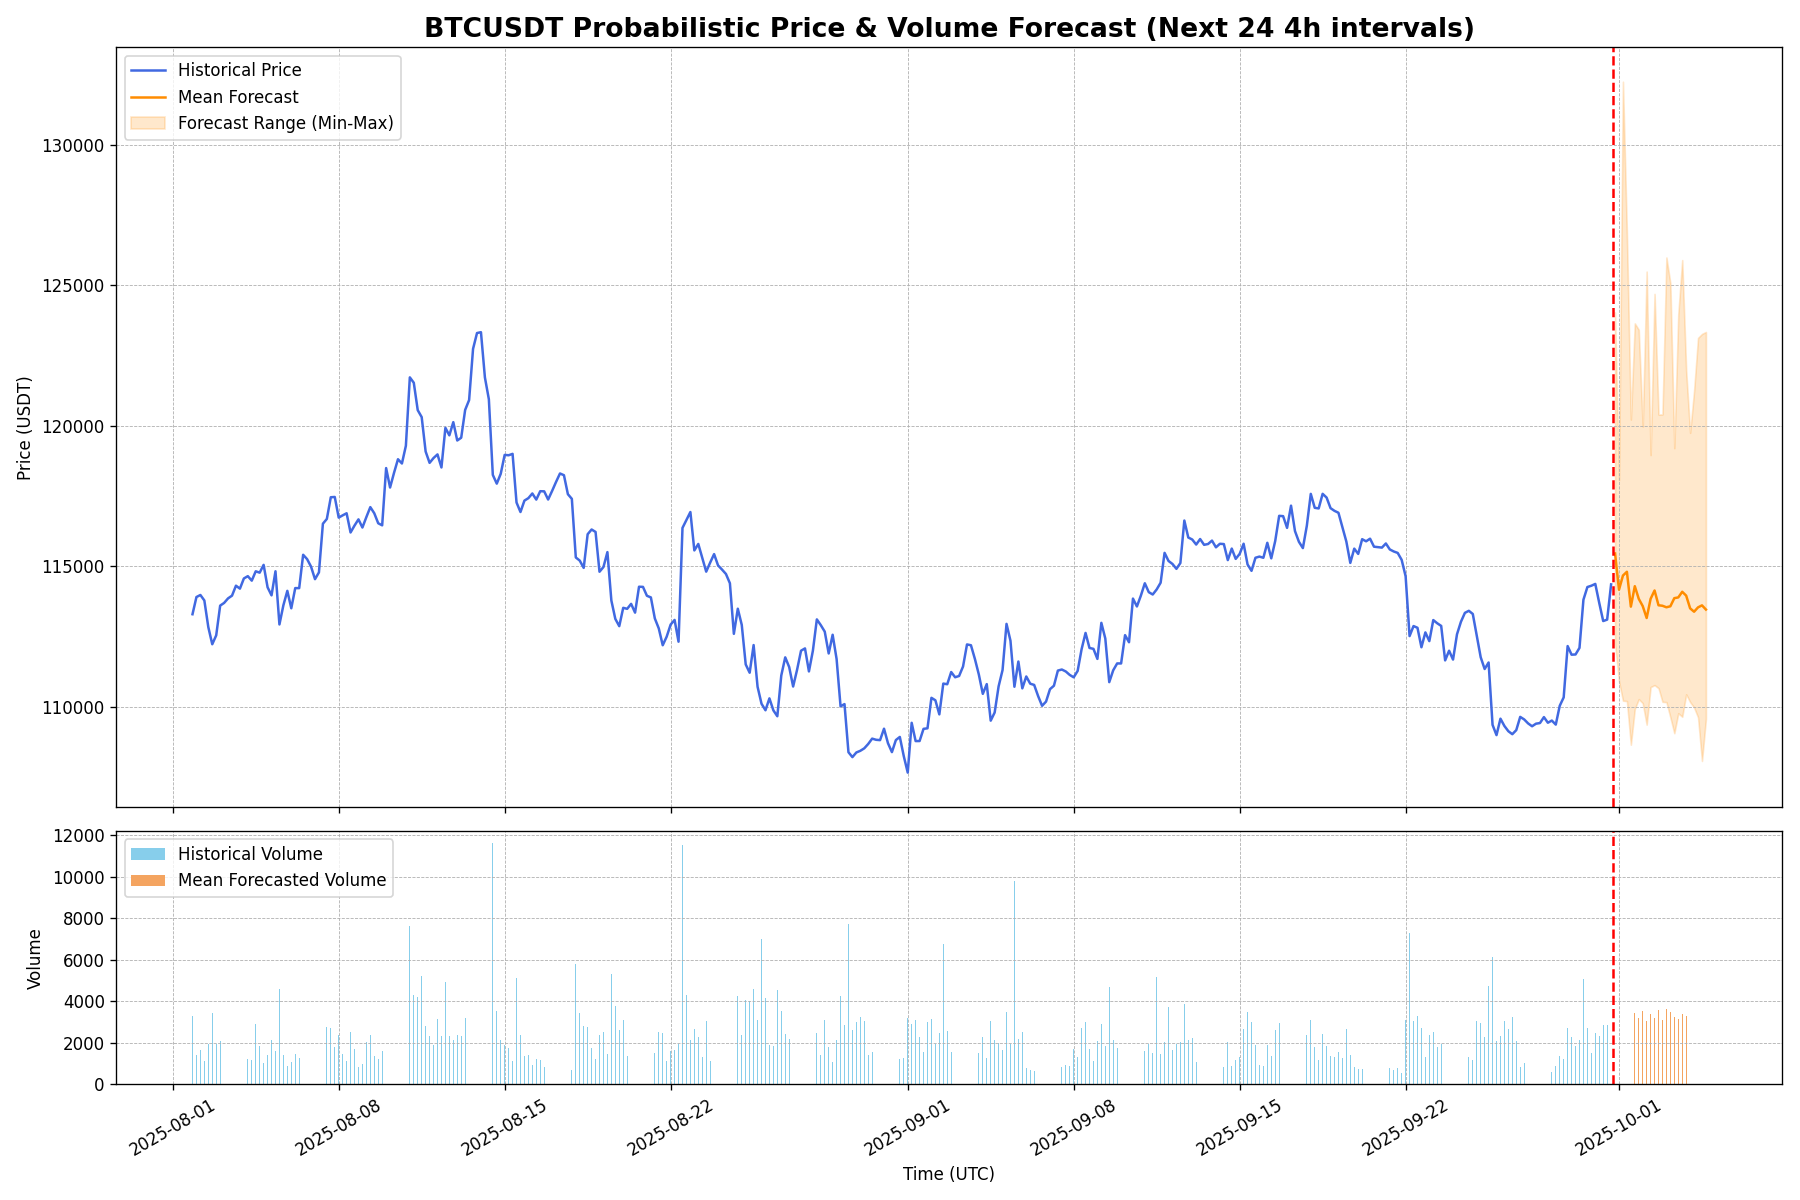 BTCUSDT Probabilistic Price & Volume Forecast (Next 24 4h intervals)
Historical Price
Mean Forecast
Forecast Range (Min-Max)
Price (USDT)
130000
125000
120000
115000
110000
Historical Volume
Mean Forecasted Volume
Volume
12000
10000
8000
6000
4000
2000
0
2025-08-01
2025-08-08
2025-08-15
2025-08-22
2025-09-01
2025-09-08
2025-09-15
2025-09-22
2025-10-01
Time (UTC)